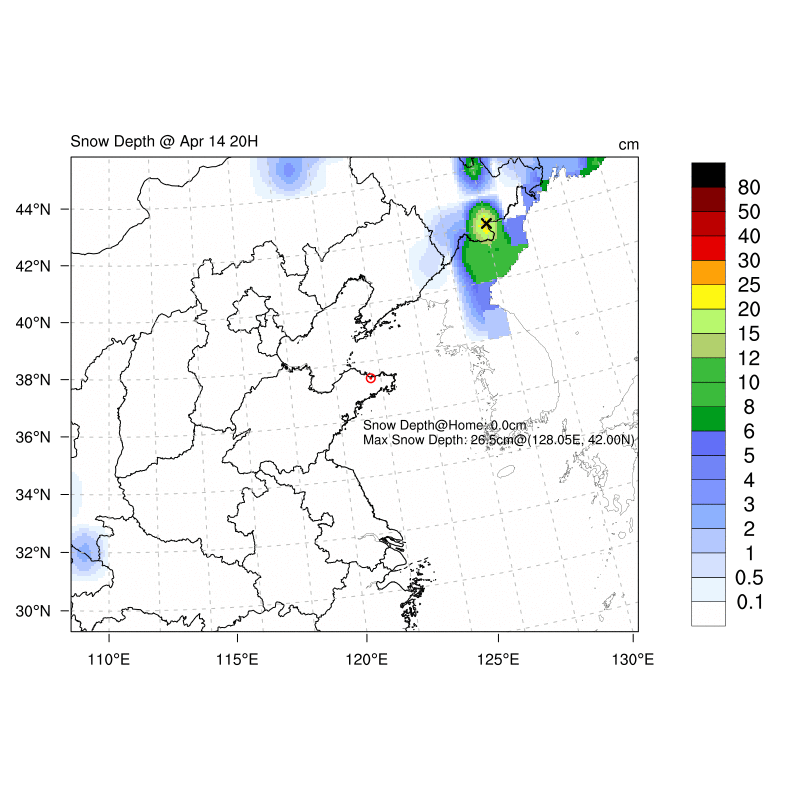 Snow Depth @ Apr 14 20H
cm
44°N
42°N
40°N
38°N
36°N
34°N
32°N
30°N
110°E
115°E
120°E
125°E
130°E
Snow Depth@Home: 0.0cm
Max Snow Depth: 26.5cm@(128.05E, 42.00N)
80
50
40
30
25
20
15
12
10
8
6
5
4
3
2
1
0.5
0.1